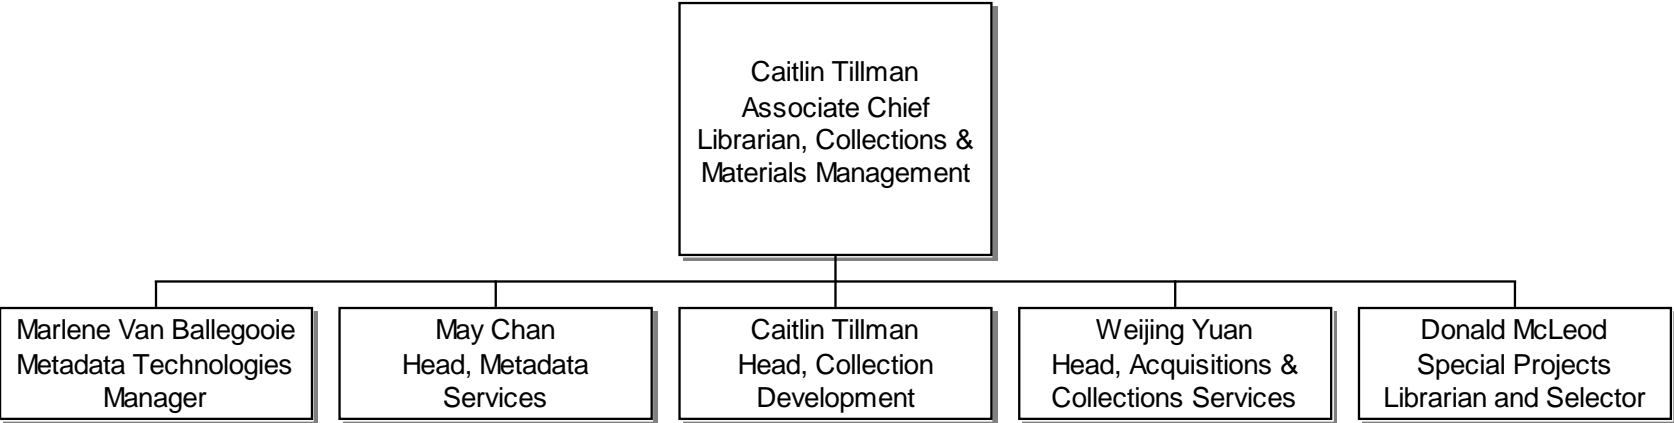 Caitlin Tillman
Associate Chief
Librarian, Collections &
Materials Management
Marlene Van Ballegooie
Metadata Technologies
Manager
May Chan
Head, Metadata
Services
Caitlin Tillman
Head, Collection
Development
Weijing Yuan
Head, Acquisitions &
Collections Services
Donald McLeod
Special Projects
Librarian and Selector